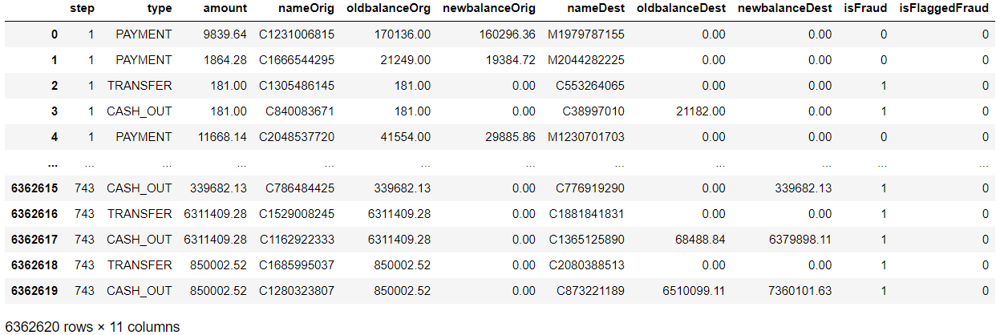 step type amount nameOrig oldbalanceOrg newbalanceOrig nameDest oldbalanceDest newbalanceDest isFraud isFlaggedFraud
0 1 PAYMENT 9839.64 C1231006815 170136.00 160296.36 M1979787155 0.00 0.00 0 0
1 1 PAYMENT 1864.28 C1666544295 21249.00 19384.72 M2044282225 0.00 0.00 0 0
2 1 TRANSFER 181.00 C1305486145 181.00 0.00 C553264065 0.00 0.00 1 0
3 1 CASH_OUT 181.00 C840083671 181.00 0.00 C38997010 21182.00 0.00 1 0
4 1 PAYMENT 11668.14 C2048537720 41554.00 29885.86 M1230701703 0.00 0.00 0 0
... ... ... ... ... ... ... ... ... ... ... ...
6362615 743 CASH_OUT 339682.13 C786484425 339682.13 0.00 C776919290 0.00 339682.13 1 0
6362616 743 TRANSFER 6311409.28 C1529008245 6311409.28 0.00 C1881841831 0.00 0.00 1 0
6362617 743 CASH_OUT 6311409.28 C1162922333 6311409.28 0.00 C1365125890 68488.84 6379898.11 1 0
6362618 743 TRANSFER 850002.52 C1685995037 850002.52 0.00 C2080388513 0.00 0.00 1 0
6362619 743 CASH_OUT 850002.52 C1280323807 850002.52 0.00 C873221189 6510099.11 7360101.63 1 0
6362620 rows × 11 columns